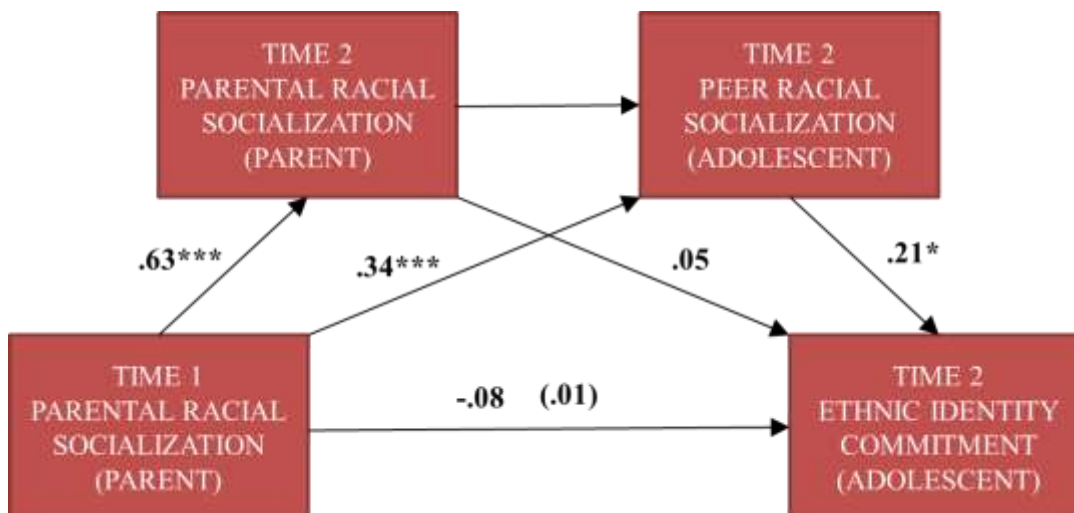 TIME 2
PARENTAL RACIAL
SOCIALIZATION
(PARENT)
TIME 2
PEER RACIAL
SOCIALIZATION
(ADOLESCENT)
.63***
.34***
.05
.21*
TIME 1
PARENTAL RACIAL
SOCIALIZATION
(PARENT)
-.08 (.01)
TIME 2
ETHNIC IDENTITY
COMMITMENT
(ADOLESCENT)